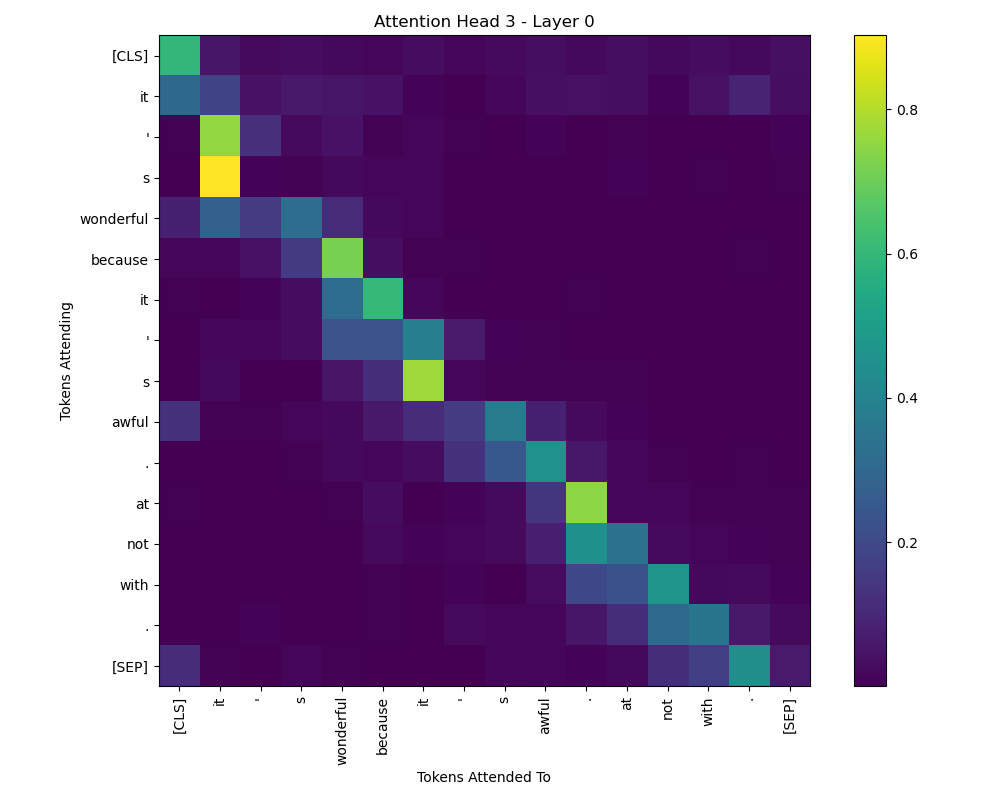 Attention Head 3 - Layer 0
[CLS]
it
'
s
wonderful
because
it
'
s
awful
.
at
not
with
.
[SEP]
Tokens Attending
[CLS]
it
'
s
wonderful
because
it
'
s
awful
.
at
not
with
.
[SEP]
Tokens Attended To
0.8
0.6
0.4
0.2